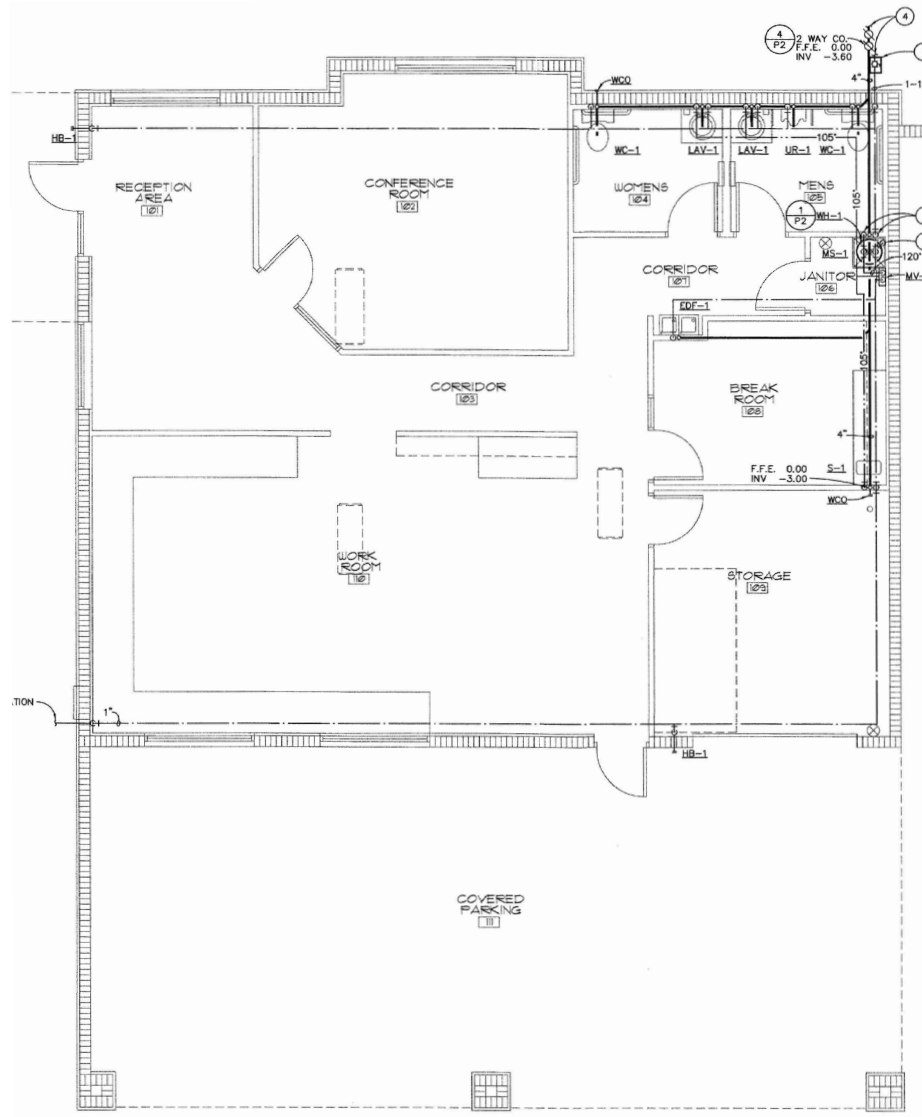 4
4
P2
2 WAY CO.
F.F.E. 0.00
INV -3.60
4"
1-1
WCO
HB-1
105°
WC-1
LAV-1
LAV-1
UR-1
WC-1
RECEPTION
AREA
101
CONFERENCE
ROOM
102
WOMENS
104
MENS
105
105°
1
P2
WH-1
MS-1
120°
CORRIDOR
107
JANITOR
106
MV-
EDF-1
105°
CORRIDOR
103
BREAK
ROOM
108
4"
F.F.E. 0.00
INV -3.00
S-1
WCO
WORK
ROOM
110
STORAGE
109
TION
1"
HB-1
COVERED
PARKING
111